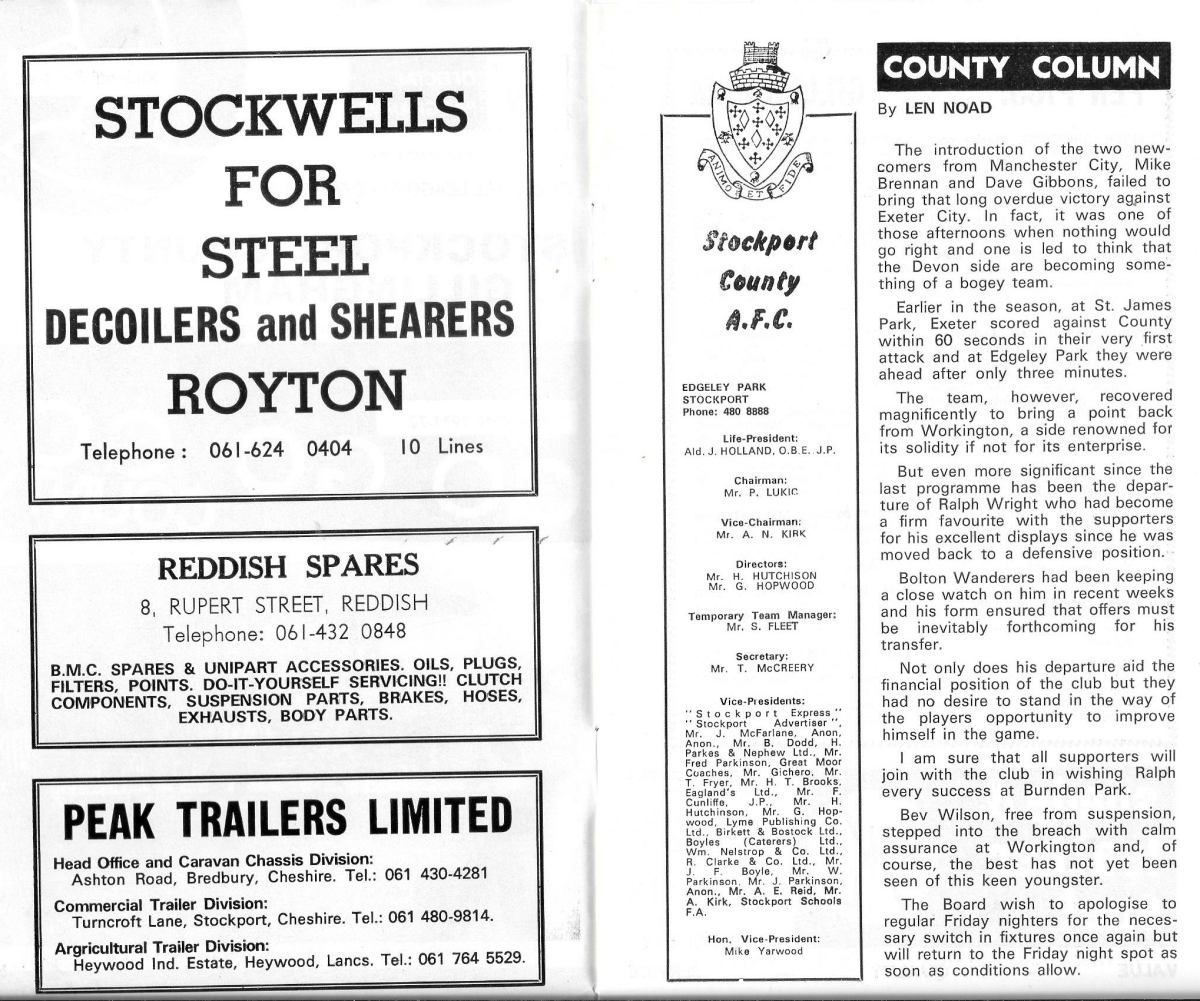 STOCKWELLS
FOR
STEEL
DECOILERS and SHEARERS
ROYTON
Telephone : 061-624 0404 10 Lines
REDDISH SPARES
8, RUPERT STREET, REDDISH
Telephone: 061-432 0848
B.M.C. SPARES & UNIPART ACCESSORIES. OILS, PLUGS,
FILTERS, POINTS. DO-IT-YOURSELF SERVICING!! CLUTCH
COMPONENTS, SUSPENSION PARTS, BRAKES, HOSES,
EXHAUSTS, BODY PARTS.
PEAK TRAILERS LIMITED
Head Office and Caravan Chassis Division:
Ashton Road, Bredbury, Cheshire. Tel.: 061 430-4281
Commercial Trailer Division:
Turncroft Lane, Stockport, Cheshire. Tel.: 061 480-9814.
Argricultural Trailer Division:
Heywood Ind. Estate, Heywood, Lancs. Tel.: 061 764 5529.
ANIMO ET FIDE
Stockport
County
A.F.C.
EDGELEY PARK
STOCKPORT
Phone: 480 8888
Life-President:
Ald. J. HOLLAND, O.B.E. J.P.
Chairman:
Mr. P. LUKIC
Vice-Chairman:
Mr. A. N. KIRK
Directors:
Mr. H. HUTCHISON
Mr. G. HOPWOOD
Temporary Team Manager:
Mr. S. FLEET
Secretary:
Mr. T. McCREERY
Vice-Presidents:
"Stockport Express"
"Stockport Advertiser",
Mr. J. McFarlane, Anon,
Anon., Mr. B. Dodd, H.
Parkes & Nephew Ltd., Mr.
Fred Parkinson, Great Moor
Coaches, Mr. Gichero, Mr.
T. Fryer, Mr. H. T. Brooks,
Eagland's Ltd., Mr. F.
Cunliffe, J.P., Mr. H.
Hutchinson, Mr. G. Hop-
wood, Lyme Publishing Co.
Ltd., Birkett & Bostock Ltd.,
Boyles (Caterers) Ltd.,
Wm. Nelstrop & Co. Ltd.,
R. Clarke & Co. Ltd., Mr.
J. F. Boyle, Mr. W.
Parkinson, Mr. J. Parkinson,
Anon., Mr. A. E. Reid, Mr.
A. Kirk, Stockport Schools
F.A.
Hon. Vice-President:
Mike Yarwood
COUNTY COLUMN
By LEN NOAD
The introduction of the two new-
comers from Manchester City, Mike
Brennan and Dave Gibbons, failed to
bring that long overdue victory against
Exeter City. In fact, it was one of
those afternoons when nothing would
go right and one is led to think that
the Devon side are becoming some-
thing of a bogey team.
Earlier in the season, at St. James
Park, Exeter scored against County
within 60 seconds in their very first
attack and at Edgeley Park they were
ahead after only three minutes.
The team, however, recovered
magnificently to bring a point back
from Workington, a side renowned for
its solidity if not for its enterprise.
But even more significant since the
last programme has been the depar-
ture of Ralph Wright who had become
a firm favourite with the supporters
for his excellent displays since he was
moved back to a defensive position.
Bolton Wanderers had been keeping
a close watch on him in recent weeks
and his form ensured that offers must
be inevitably forthcoming for his
transfer.
Not only does his departure aid the
financial position of the club but they
had no desire to stand in the way of
the players opportunity to improve
himself in the game.
I am sure that all supporters will
join with the club in wishing Ralph
every success at Burnden Park.
Bev Wilson, free from suspension,
stepped into the breach with calm
assurance at Workington and, of
course, the best has not yet been
seen of this keen youngster.
The Board wish to apologise to
regular Friday nighters for the neces-
sary switch in fixtures once again but
will return to the Friday night spot as
soon as conditions allow.